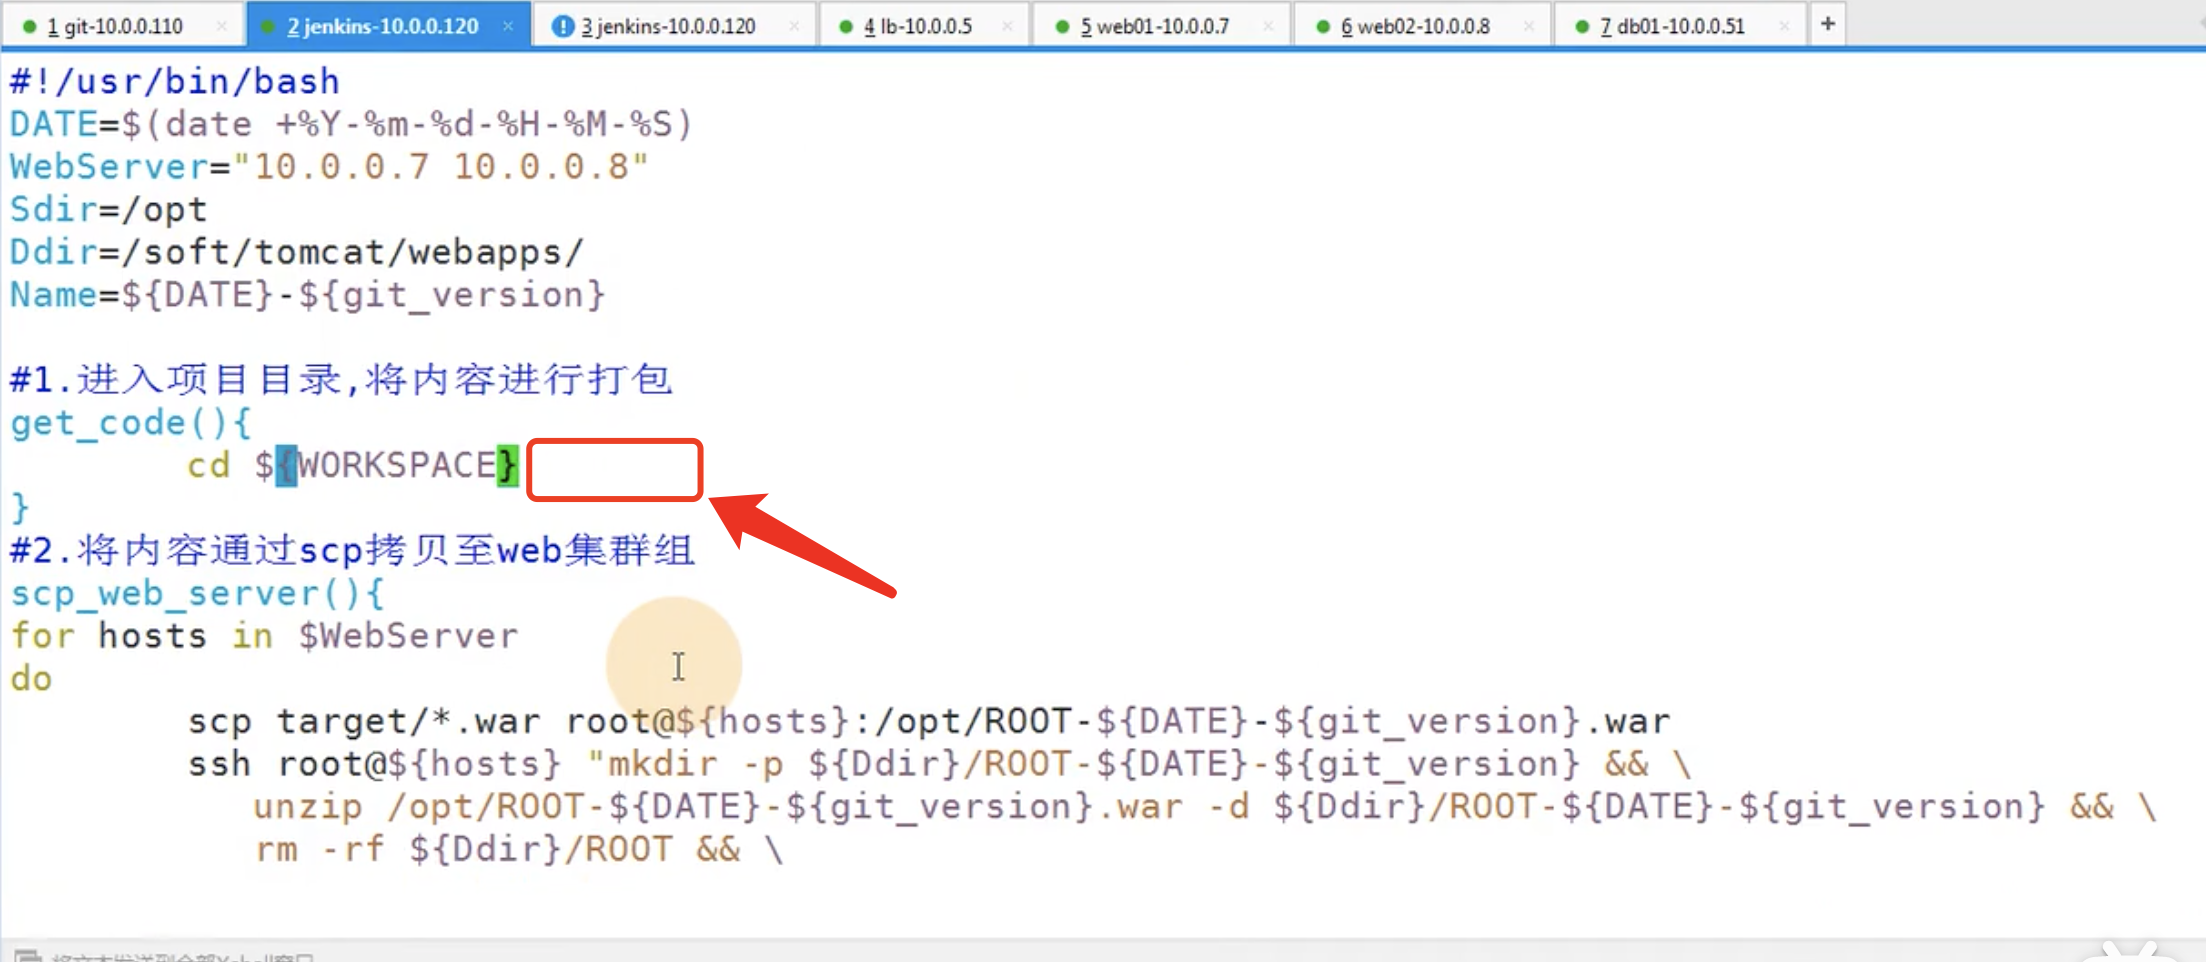 1 git-10.0.0.110 × 2 jenkins-10.0.0.120 × 3 jenkins-10.0.0.120 × 4 lb-10.0.0.5 × 5 web01-10.0.0.7 × 6 web02-10.0.0.8 × 7 db01-10.0.0.51 × +
#!/usr/bin/bash
DATE=$(date +%Y-%m-%d-%H-%M-%S)
WebServer="10.0.0.7 10.0.0.8"
Sdir=/opt
Ddir=/soft/tomcat/webapps/
Name=${DATE}-${git_version}
#1.进入项目目录,将内容进行打包
get_code(){
cd ${WORKSPACE}
}
#2.将内容通过scp拷贝至web集群组
scp_web_server(){
for hosts in $WebServer
do
scp target/*.war root@${hosts}:/opt/ROOT-${DATE}-${git_version}.war
ssh root@${hosts} "mkdir -p ${Ddir}/ROOT-${DATE}-${git_version} && \
unzip /opt/ROOT-${DATE}-${git_version}.war -d ${Ddir}/ROOT-${DATE}-${git_version} && \
rm -rf ${Ddir}/ROOT && \